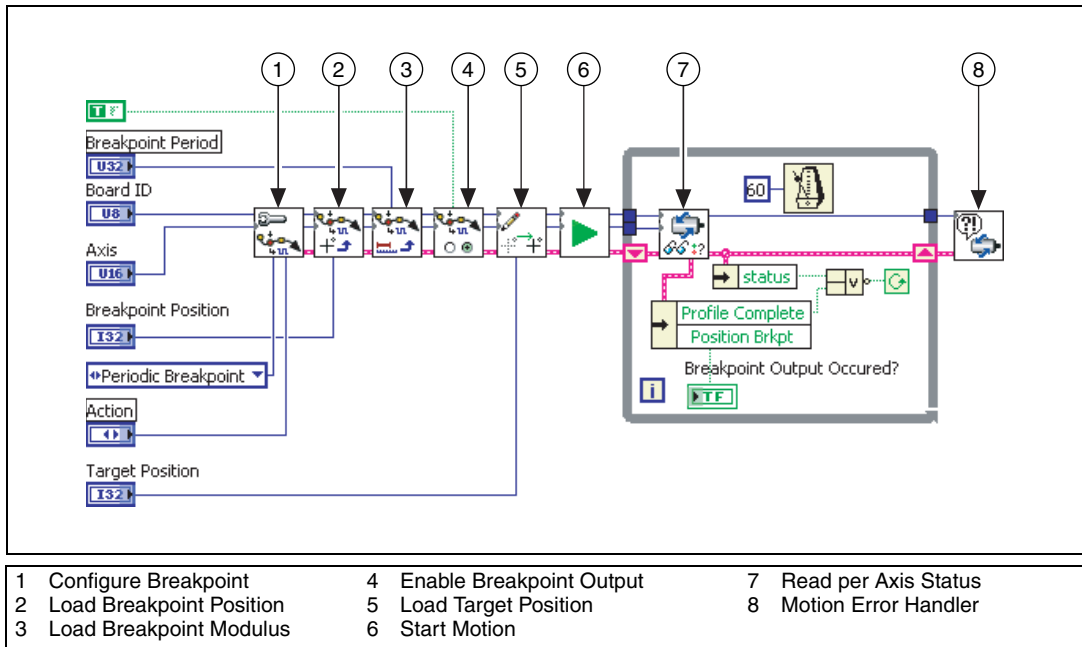 1 2 3 4 5 6 7 8
T F
Breakpoint Period
U32
Board ID
U8
Axis
U16
Breakpoint Position
I32
Periodic Breakpoint
Action
Target Position
I32
60
status
v
Profile Complete
Position Brkpt
Breakpoint Output Occured?
i
TF
?!
?
1 Configure Breakpoint
2 Load Breakpoint Position
3 Load Breakpoint Modulus
4 Enable Breakpoint Output
5 Load Target Position
6 Start Motion
7 Read per Axis Status
8 Motion Error Handler